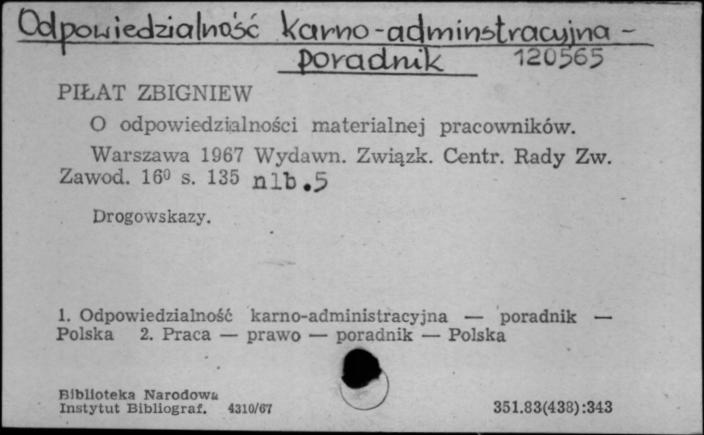 Odpowiedzialność karno-adminstracyjna -
poradnik 120565
PIŁAT ZBIGNIEW
O odpowiedzialności materialnej pracowników.
Warszawa 1967 Wydawn. Związk. Centr. Rady Zw.
Zawod. 16⁰ s. 135 nlb.5
Drogowskazy.
1. Odpowiedzialność karno-administracyjna — poradnik —
Polska 2. Praca — prawo — poradnik — Polska
Biblioteka Narodowa
Instytut Bibliograf. 4310/67 351.83(438):343